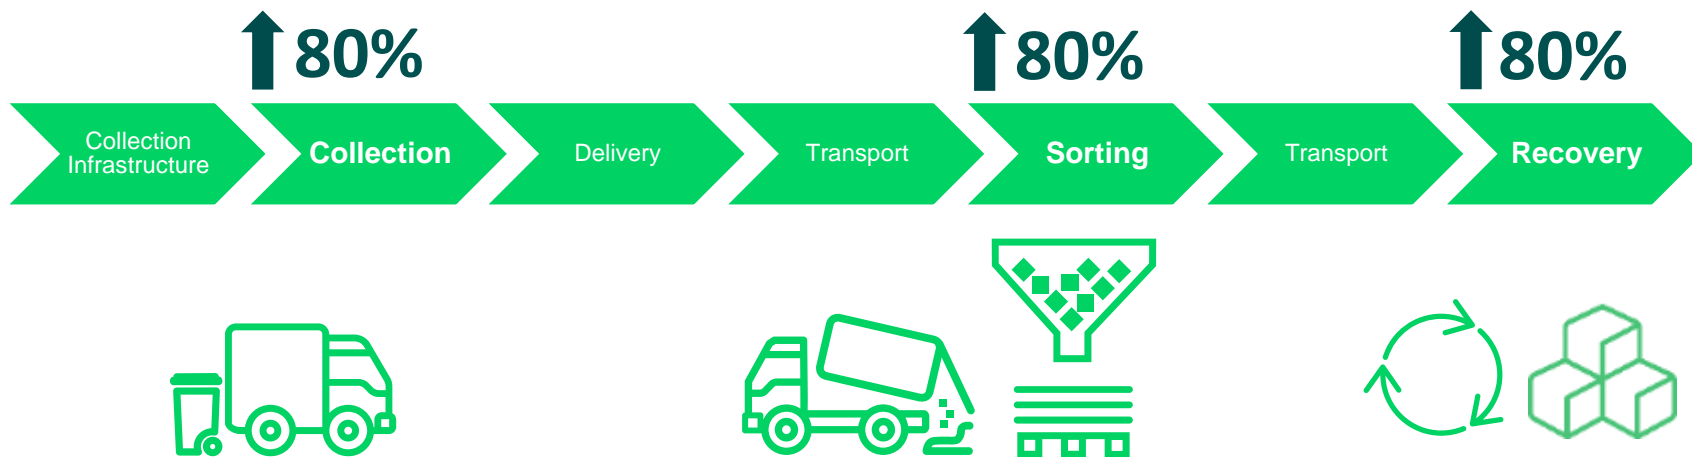 80%
80%
80%
Collection
Infrastructure
Collection
Delivery
Transport
Sorting
Transport
Recovery